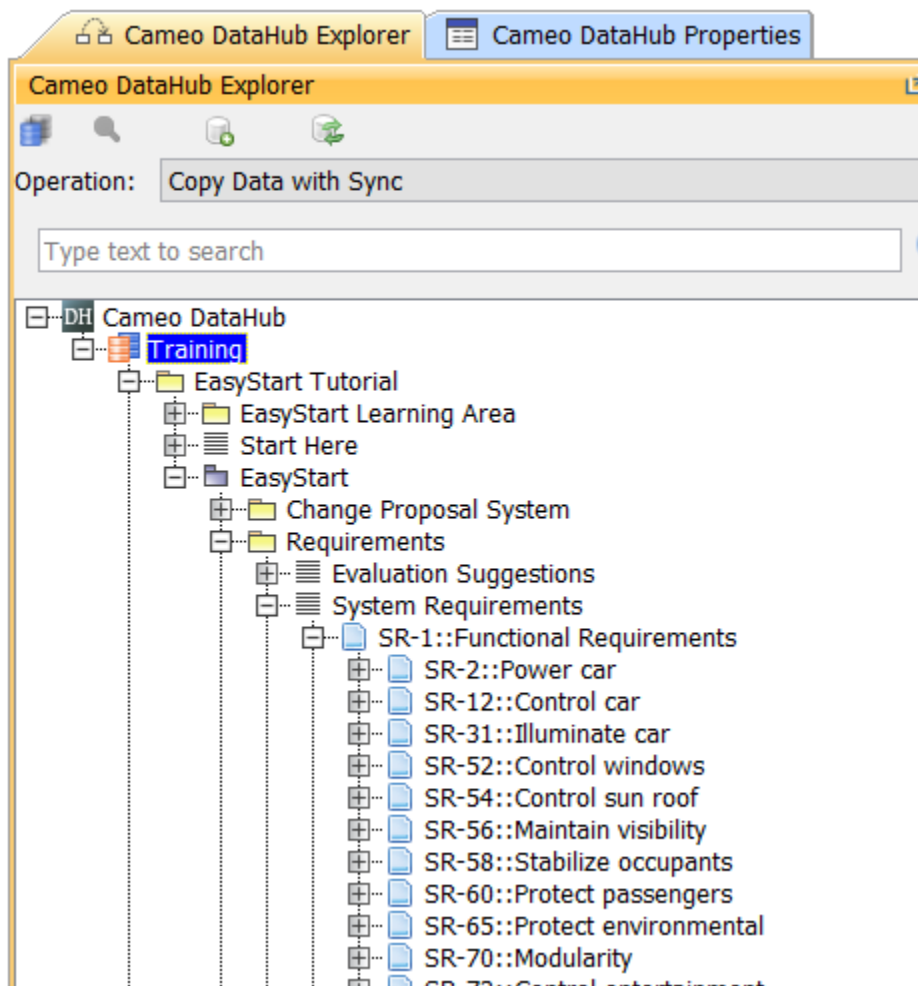 Cameo DataHub Explorer Cameo DataHub Properties
Cameo DataHub Explorer
Operation: Copy Data with Sync
Type text to search
DH Cameo DataHub
Training
EasyStart Tutorial
EasyStart Learning Area
Start Here
EasyStart
Change Proposal System
Requirements
Evaluation Suggestions
System Requirements
SR-1::Functional Requirements
SR-2::Power car
SR-12::Control car
SR-31::Illuminate car
SR-52::Control windows
SR-54::Control sun roof
SR-56::Maintain visibility
SR-58::Stabilize occupants
SR-60::Protect passengers
SR-65::Protect environmental
SR-70::Modularity